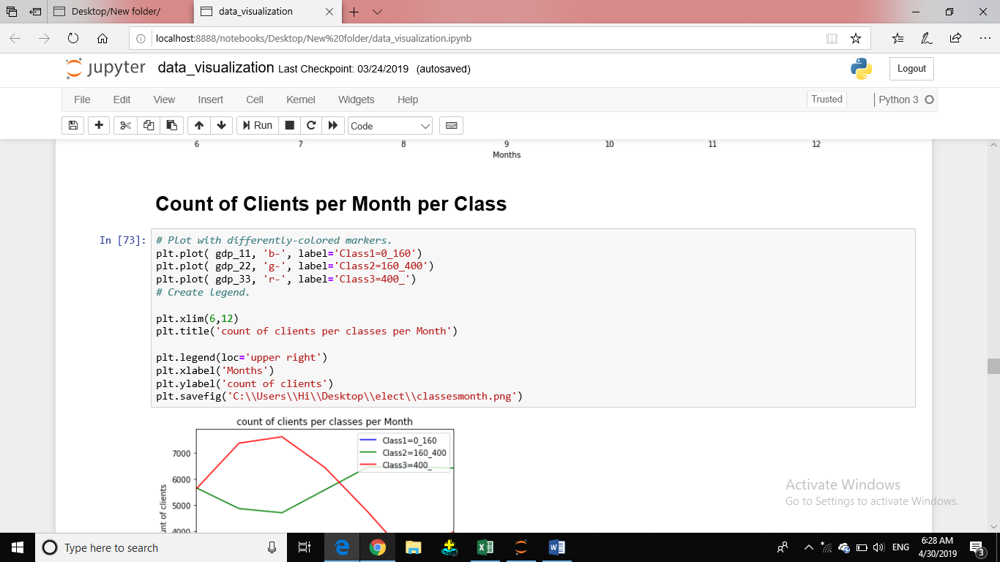 Desktop/New folder/
data_visualization
localhost:8888/notebooks/Desktop/New%20folder/data_visualization.ipynb
jupyter data_visualization Last Checkpoint: 03/24/2019 (autosaved)
Logout
File Edit View Insert Cell Kernel Widgets Help
Trusted
Python 3
Run
Code
6 7 8 9 10 11 12
Months
Count of Clients per Month per Class
In [73]:
# Plot with differently-colored markers.
plt.plot( gdp_11, 'b-', label='Class1=0_160')
plt.plot( gdp_22, 'g-', label='Class2=160_400')
plt.plot( gdp_33, 'r-', label='Class3=400_')
# Create legend.
plt.xlim(6,12)
plt.title('count of clients per classes per Month')
plt.legend(loc='upper right')
plt.xlabel('Months')
plt.ylabel('count of clients')
plt.savefig('C:\\Users\\Hi\\Desktop\\elect\\classesmonth.png')
count of clients per classes per Month
Class1=0_160
Class2=160_400
Class3=400_
7000
6000
5000
4000
of clients
Activate Windows
Go to Settings to activate Windows.
Type here to search
ENG
6:28 AM
4/30/2019
3